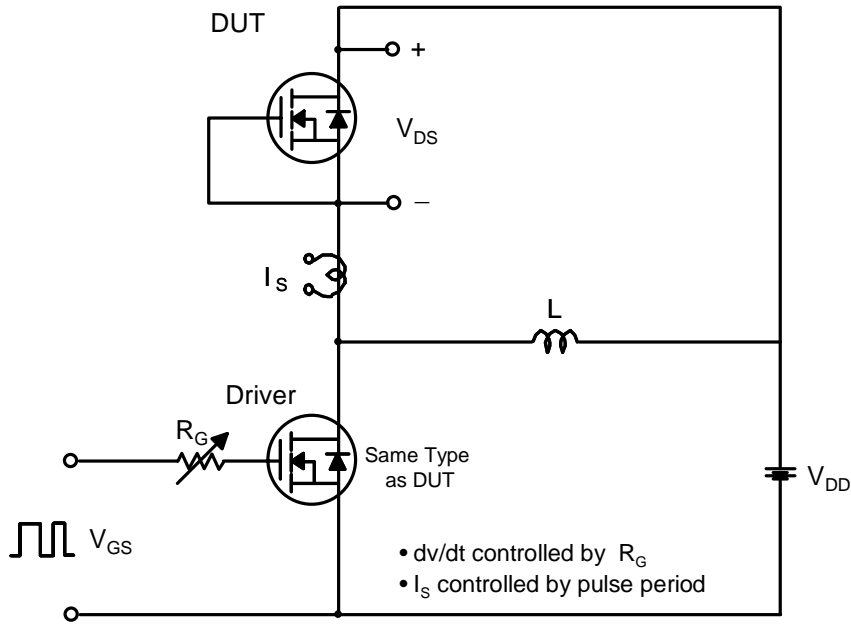 DUT
+
V_DS
–
I_S
L
Driver
R_G
Same Type
as DUT
V_DD
V_GS
• dv/dt controlled by R_G
• I_S controlled by pulse period